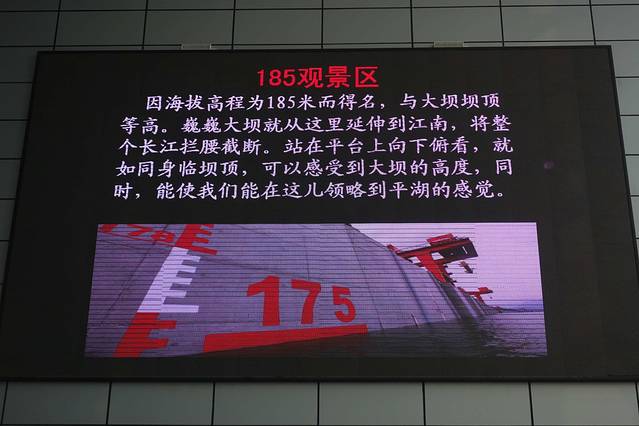 185观景区
因海拔高程为185米而得名，与大坝坝顶
等高。巍巍大坝就从这里延伸到江南，将整
个长江拦腰截断。站在平台上向下俯看，就
如同身临坝顶，可以感受到大坝的高度，同
时，能使我们能在这儿领略到平湖的感觉。
175